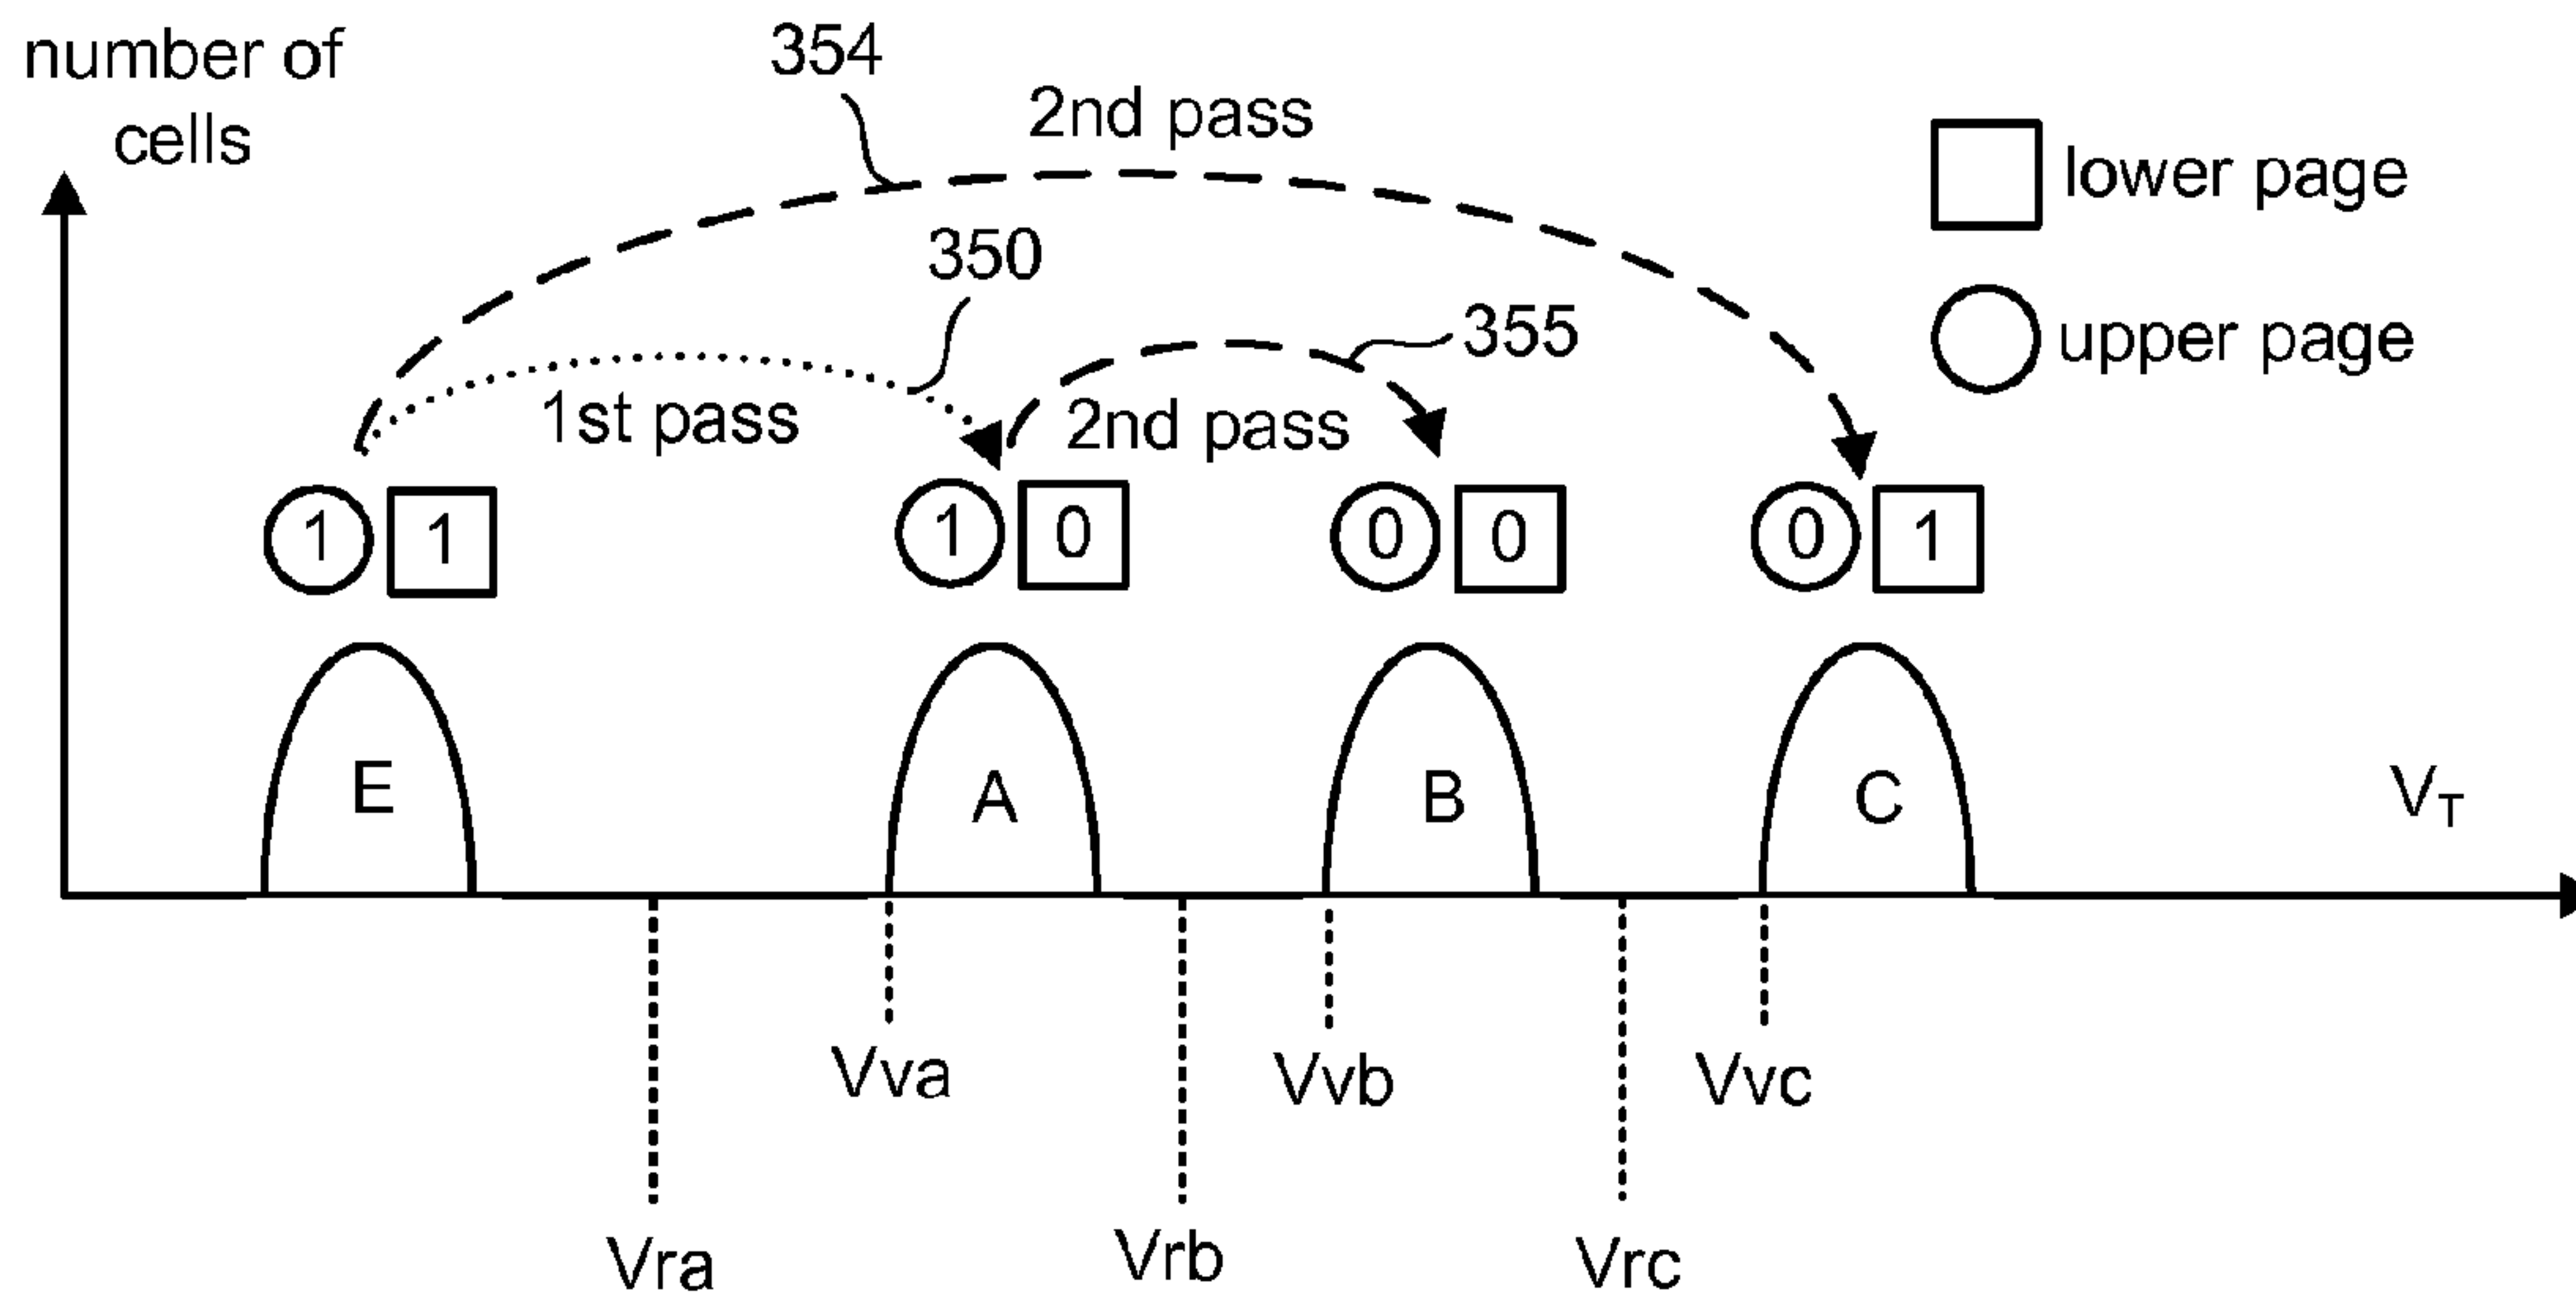 number of
cells
354
2nd pass
lower page
350
355
upper page
1st pass
2nd pass
1 1
1 0
0 0
0 1
E
A
B
C
VT
Vva
Vvb
Vvc
Vra
Vrb
Vrc